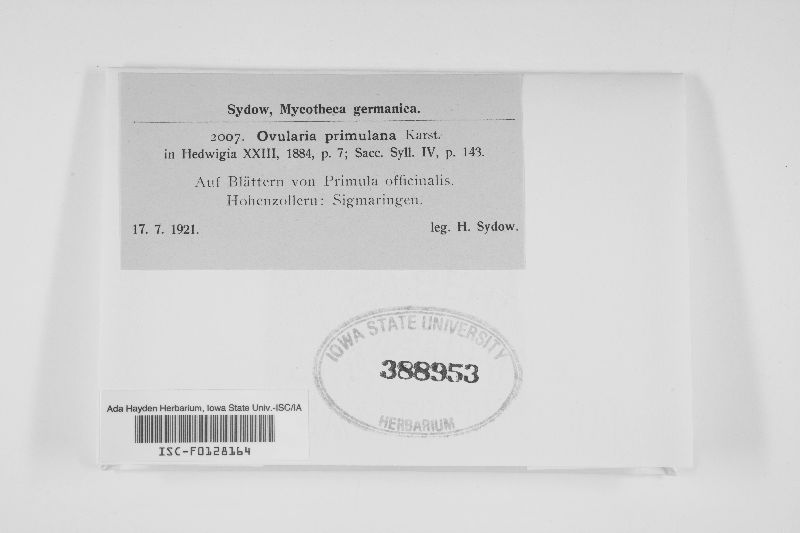 Sydow, Mycotheca germanica.
2007. Ovularia primulana Karst.
in Hedwigia XXIII, 1884, p. 7; Sacc. Syll. IV, p. 143.
Auf Blättern von Primula officinalis.
Hohenzollern: Sigmaringen.
17. 7. 1921. leg. H. Sydow.
IOWA STATE UNIVERSITY
388953
HERBARIUM
Ada Hayden Herbarium, Iowa State Univ.-ISC/IA
ISC-F0128164